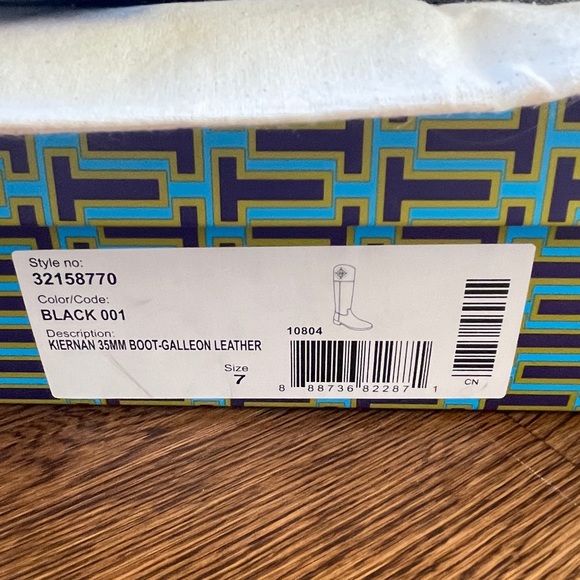 Style no:
32158770
Color/Code:
BLACK 001
Description:
KIERNAN 35MM BOOT-GALLEON LEATHER
Size
7
10804
8 88736 82287 1
CN